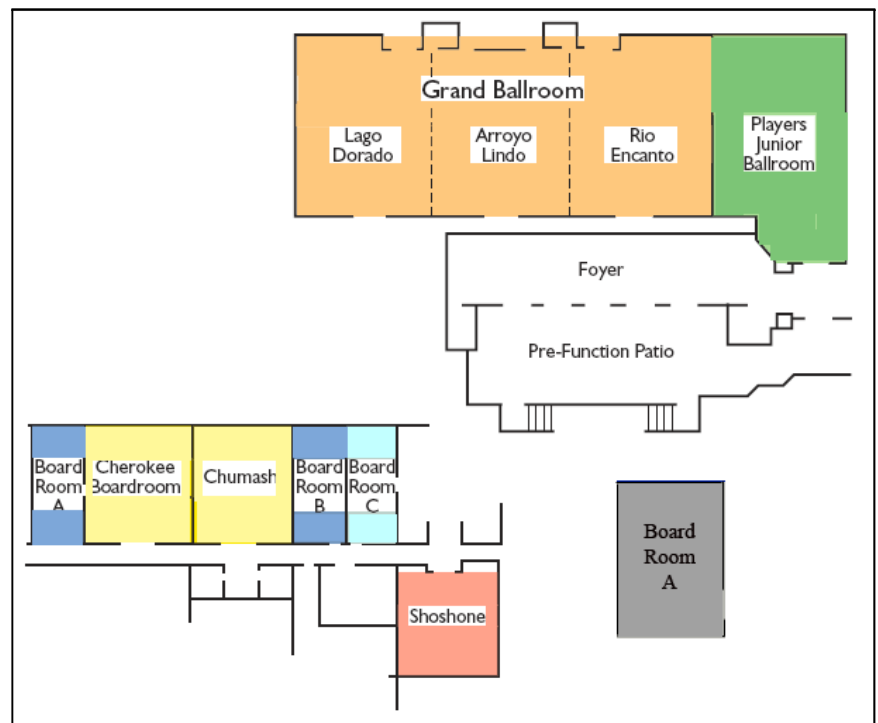 Grand Ballroom
Lago
Dorado
Arroyo
Lindo
Rio
Encanto
Players
Junior
Ballroom
Foyer
Pre-Function Patio
Board
Room
A
Cherokee
Boardroom
Chumash
Board
Room
B
Board
Room
C
Board
Room
A
Shoshone